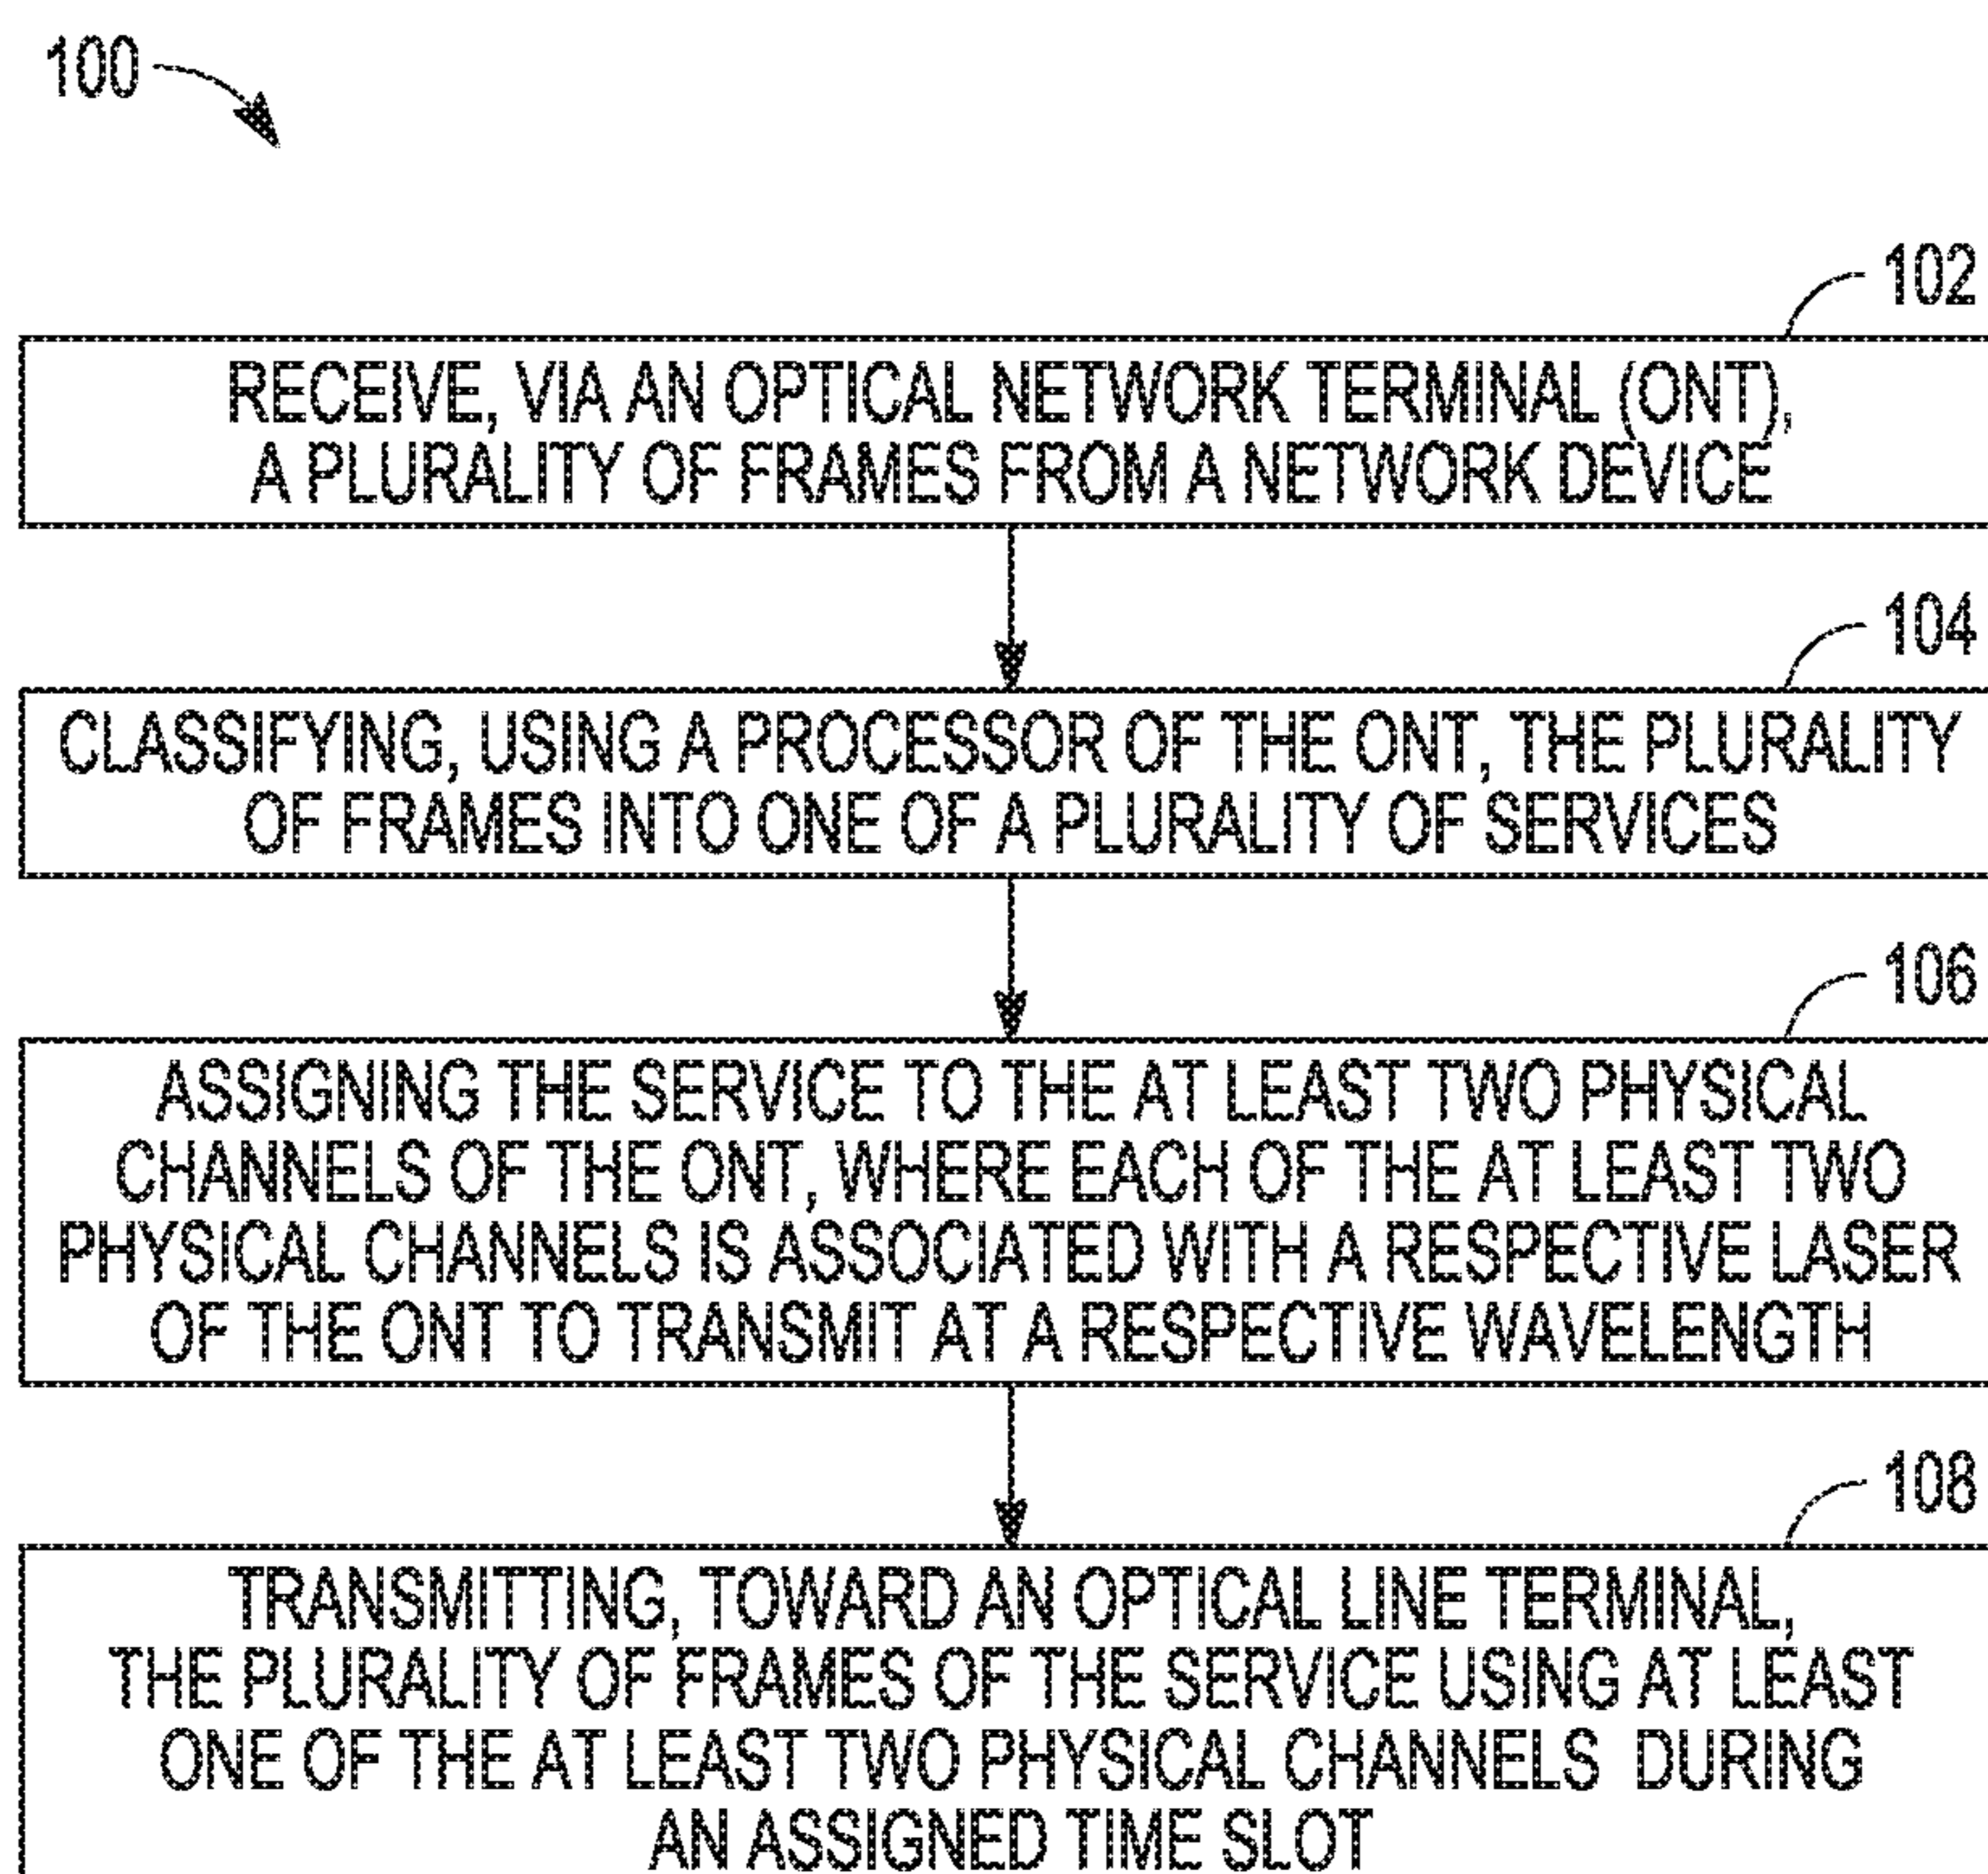 100
102
RECEIVE, VIA AN OPTICAL NETWORK TERMINAL (ONT),
A PLURALITY OF FRAMES FROM A NETWORK DEVICE
104
CLASSIFYING, USING A PROCESSOR OF THE ONT, THE PLURALITY
OF FRAMES INTO ONE OF A PLURALITY OF SERVICES
106
ASSIGNING THE SERVICE TO THE AT LEAST TWO PHYSICAL
CHANNELS OF THE ONT, WHERE EACH OF THE AT LEAST TWO
PHYSICAL CHANNELS IS ASSOCIATED WITH A RESPECTIVE LASER
OF THE ONT TO TRANSMIT AT A RESPECTIVE WAVELENGTH
108
TRANSMITTING, TOWARD AN OPTICAL LINE TERMINAL,
THE PLURALITY OF FRAMES OF THE SERVICE USING AT LEAST
ONE OF THE AT LEAST TWO PHYSICAL CHANNELS DURING
AN ASSIGNED TIME SLOT